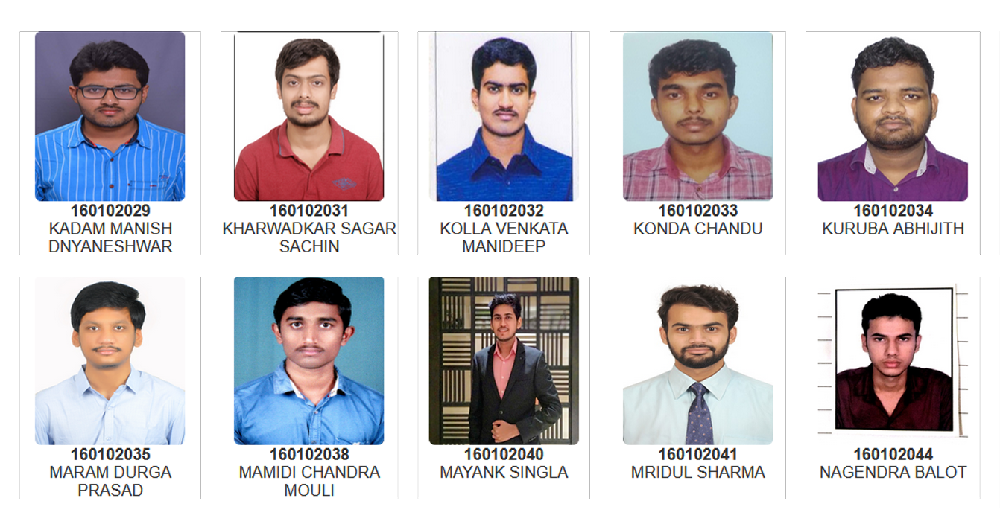 160102029
KADAM MANISH
DNYANESHWAR
160102031
KHARWADKAR SAGAR
SACHIN
160102032
KOLLA VENKATA
MANIDEEP
160102033
KONDA CHANDU
160102034
KURUBA ABHIJITH
160102035
MARAM DURGA
PRASAD
160102038
MAMIDI CHANDRA
MOULI
160102040
MAYANK SINGLA
160102041
MRIDUL SHARMA
160102044
NAGENDRA BALOT